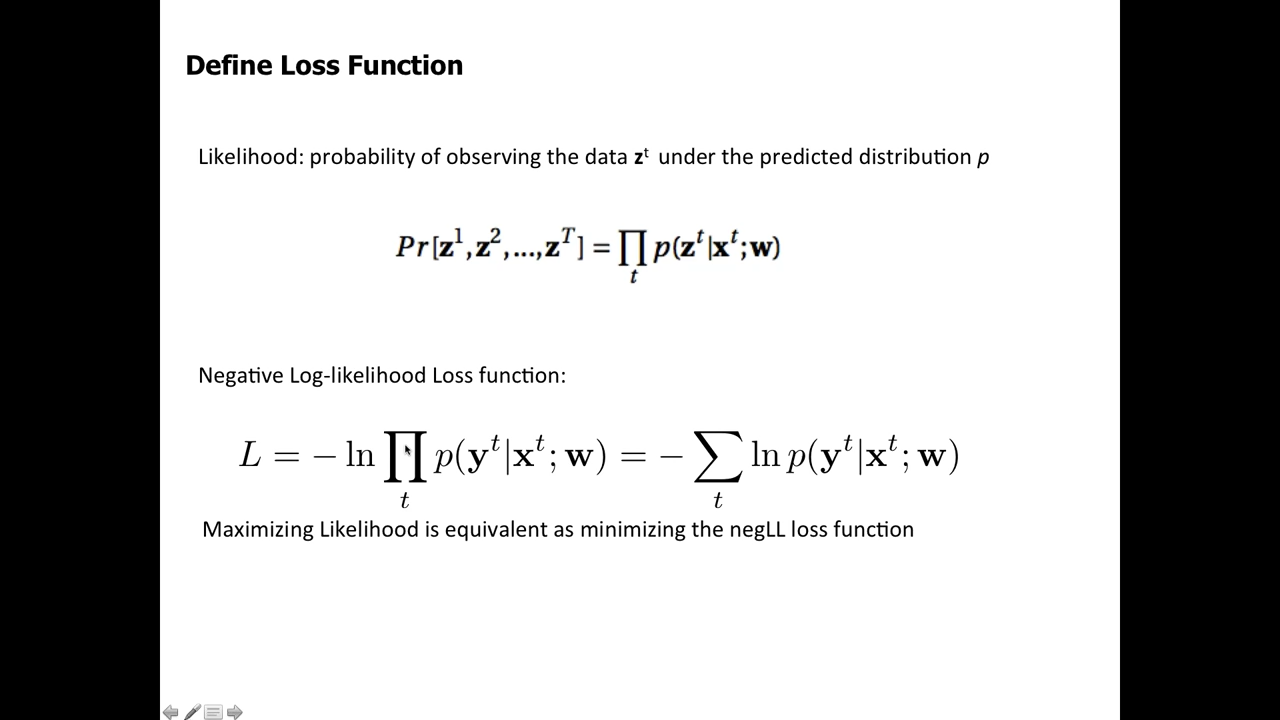 Define Loss Function
Likelihood: probability of observing the data zᵗ under the predicted distribution p
Pr[z¹,z²,...,zᵀ] = ∏ p(zᵗ|xᵗ;w)
t
Negative Log-likelihood Loss function:
L = − ln ∏ p(yᵗ|xᵗ; w) = − ∑ ln p(yᵗ|xᵗ; w)
t t
Maximizing Likelihood is equivalent as minimizing the negLL loss function